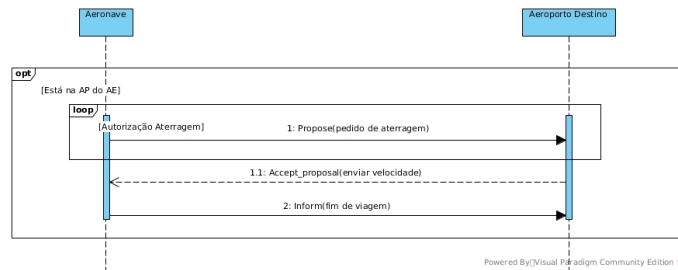 Aeronave
Aeroporto Destino
opt
[Está na AP do AE]
loop
[Autorização Aterragem]
1: Propose(pedido de aterragem)
1.1: Accept_proposal(enviar velocidade)
2: Inform(fim de viagem)
Powered By Visual Paradigm Community Edition